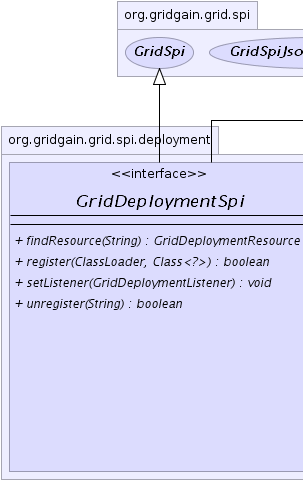 org.gridgain.grid.spi
GridSpi
GridSpiJso
org.gridgain.grid.spi.deployment
<<interface>>
GridDeploymentSpi
+ findResource(String) : GridDeploymentResource
+ register(ClassLoader, Class<?>) : boolean
+ setListener(GridDeploymentListener) : void
+ unregister(String) : boolean